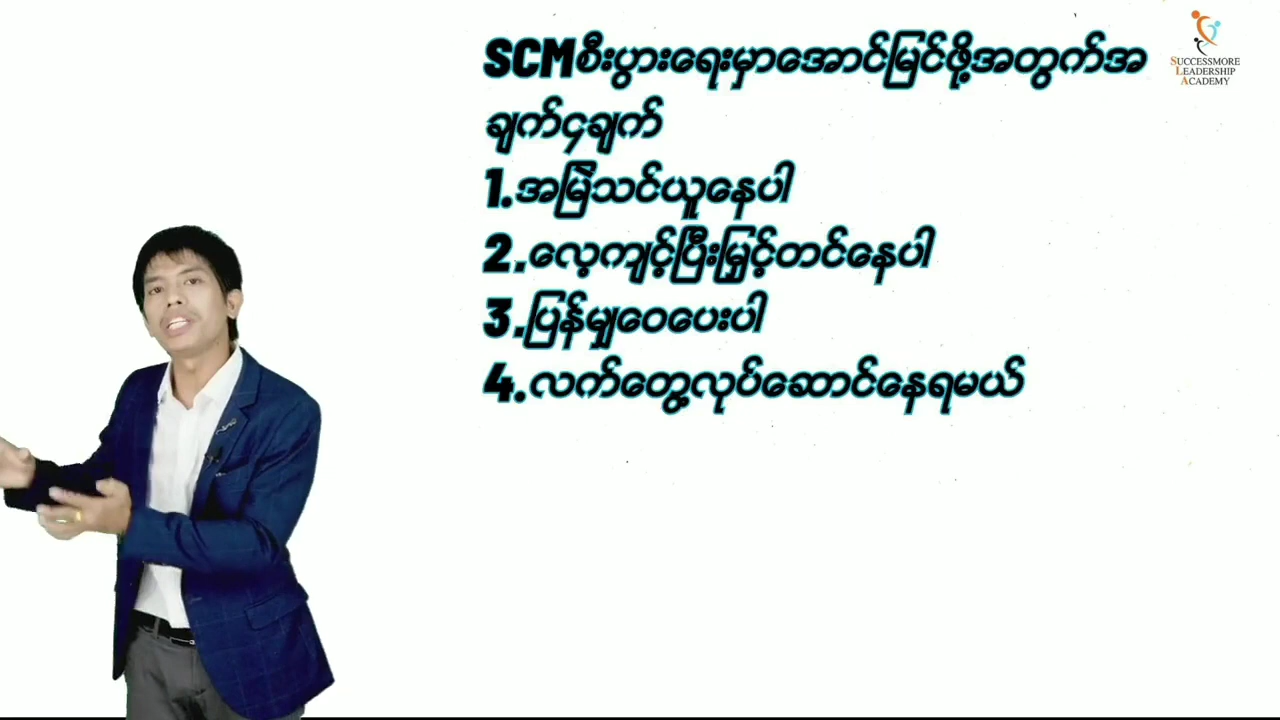 SCMစီးပွားရေးမှာအောင်မြင်ဖို့အတွက်အ
ချက်၄ချက်
1.အမြဲသင်ယူနေပါ
2.လေ့ကျင့်ပြီးမြှင့်တင်နေပါ
3.ပြန်မျှဝေပေးပါ
4.လက်တွေ့လုပ်ဆောင်နေရမယ်
SUCCESSMORE
LEADERSHIP
ACADEMY